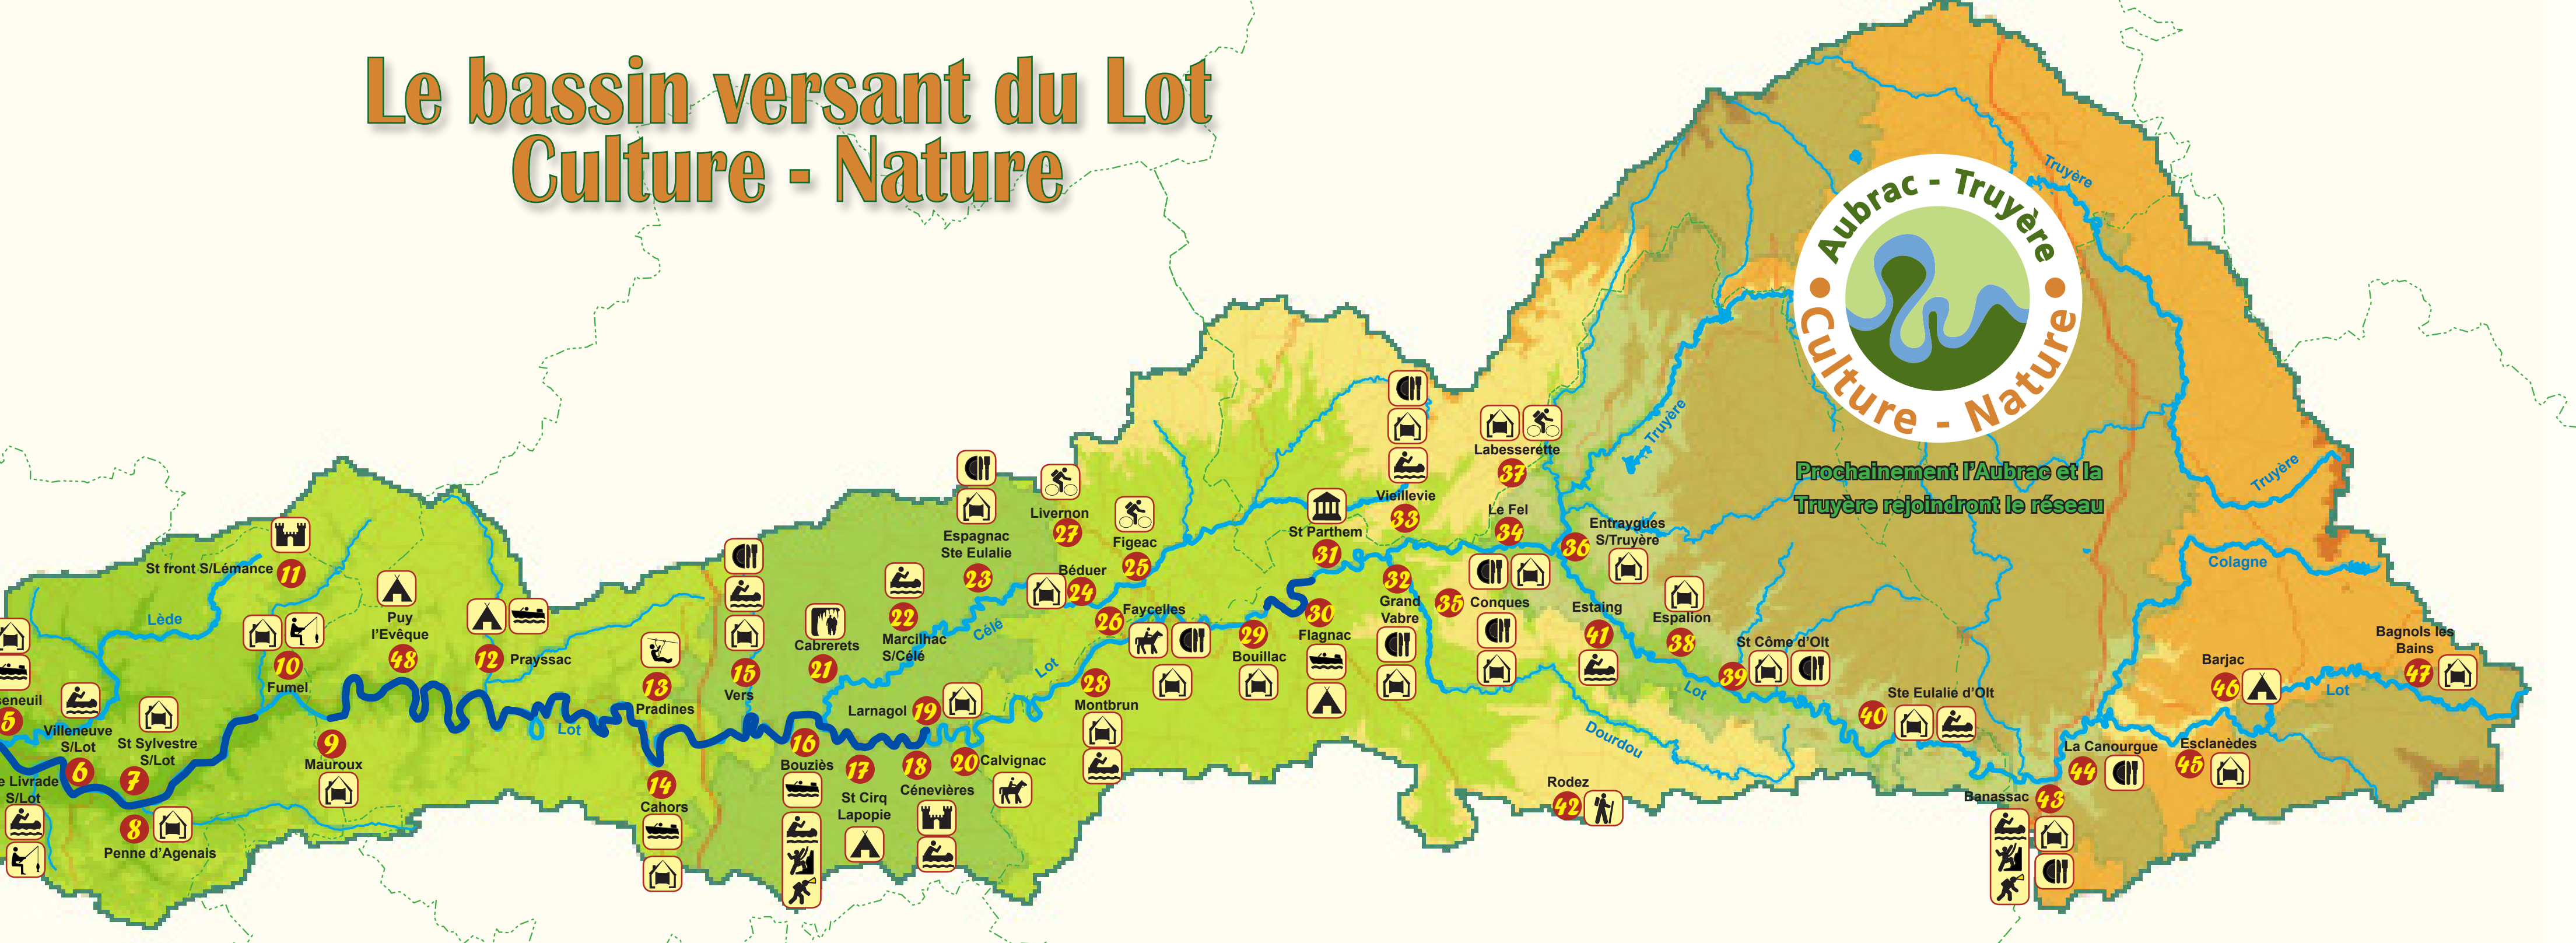 Le bassin versant du Lot
Culture - Nature
Aubrac - Truyère
Culture - Nature
Prochainement l'Aubrac et la
Truyère rejoindront le réseau
Truyère
Truyère
Truyère
Colagne
Lot
Lot
Lot
Lot
Dourdou
Célé
Lède
5
Villeneuve
S/Lot
6
St Sylvestre
S/Lot
7
8
Penne d'Agenais
S/Lot
St front S/Lémance
11
10
Fumel
9
Mauroux
Puy
l'Evêque
48
12
Prayssac
13
Pradines
14
Cahors
15
Vers
16
Bouziès
17
St Cirq
Lapopie
18
Cénevières
Larnagol
19
20
Calvignac
Cabrerets
21
22
Marcilhac
S/Célé
Espagnac
Ste Eulalie
23
Livernon
27
Béduer
24
Figeac
25
26
Faycelles
28
Montbrun
29
Bouillac
30
Flagnac
St Parthem
31
32
Grand
Vabre
Vieillevie
33
Labesserette
37
Le Fel
34
35
Conques
36
Entraygues
S/Truyère
Estaing
41
Espalion
38
St Côme d'Olt
39
Ste Eulalie d'Olt
40
Rodez
42
Banassac
43
La Canourgue
44
Esclanèdes
45
Barjac
46
Bagnols les
Bains
47